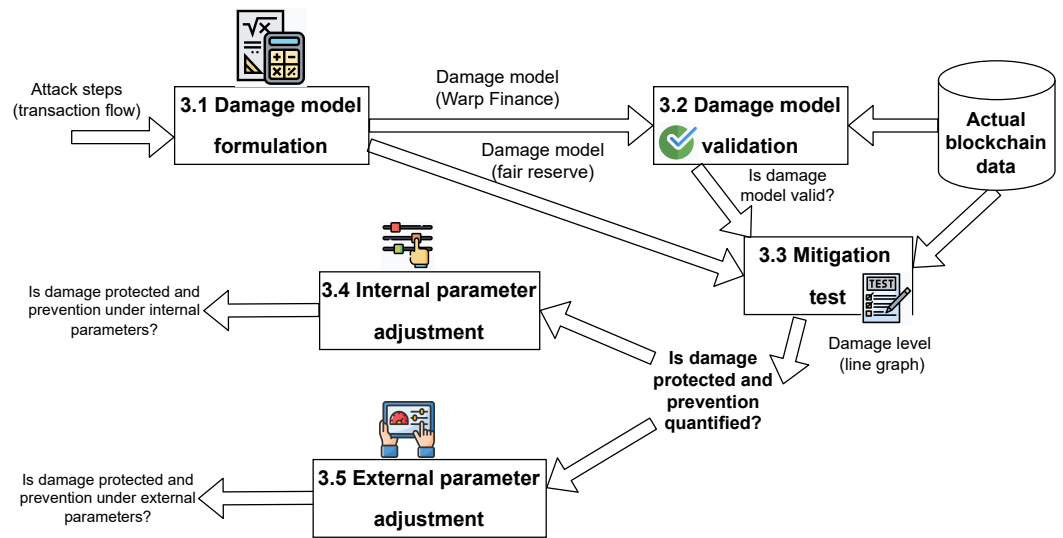 Attack steps
(transaction flow)
3.1 Damage model
formulation
Damage model
(Warp Finance)
Damage model
(fair reserve)
3.2 Damage model
validation
Actual
blockchain
data
Is damage
model valid?
3.3 Mitigation
test
TEST
Damage level
(line graph)
3.4 Internal parameter
adjustment
Is damage protected and
prevention under internal
parameters?
Is damage
protected and
prevention
quantified?
3.5 External parameter
adjustment
Is damage protected and
prevention under external
parameters?